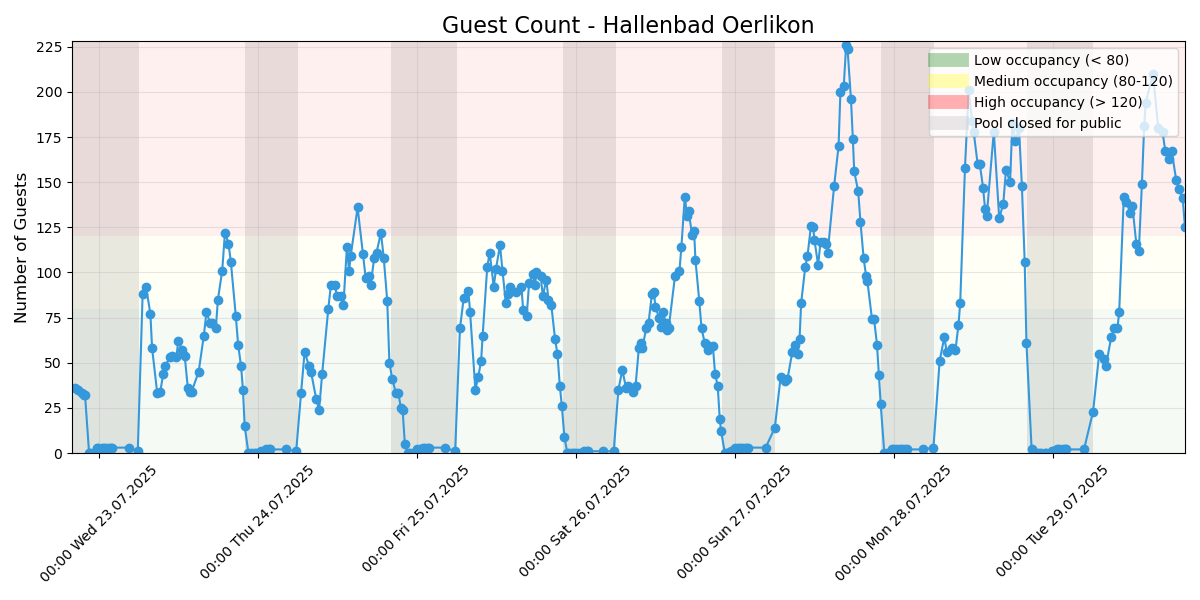 Guest Count - Hallenbad Oerlikon
Number of Guests
225
200
175
150
125
100
75
50
25
0
Low occupancy (< 80)
Medium occupancy (80-120)
High occupancy (> 120)
Pool closed for public
00:00 Wed 23.07.2025
00:00 Thu 24.07.2025
00:00 Fri 25.07.2025
00:00 Sat 26.07.2025
00:00 Sun 27.07.2025
00:00 Mon 28.07.2025
00:00 Tue 29.07.2025